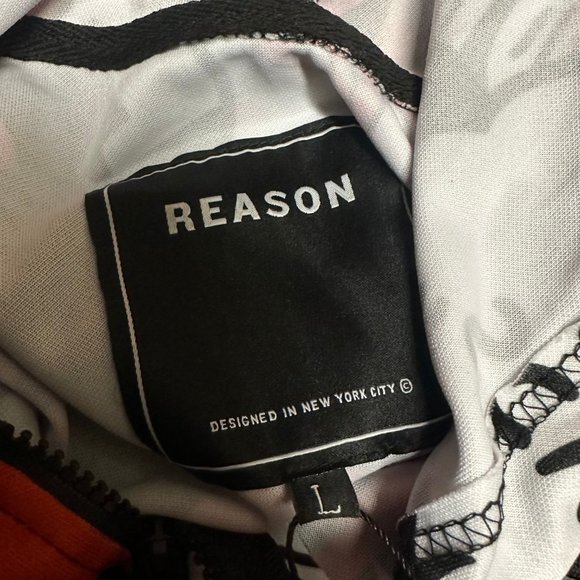 REASON
DESIGNED IN NEW YORK CITY ©
L